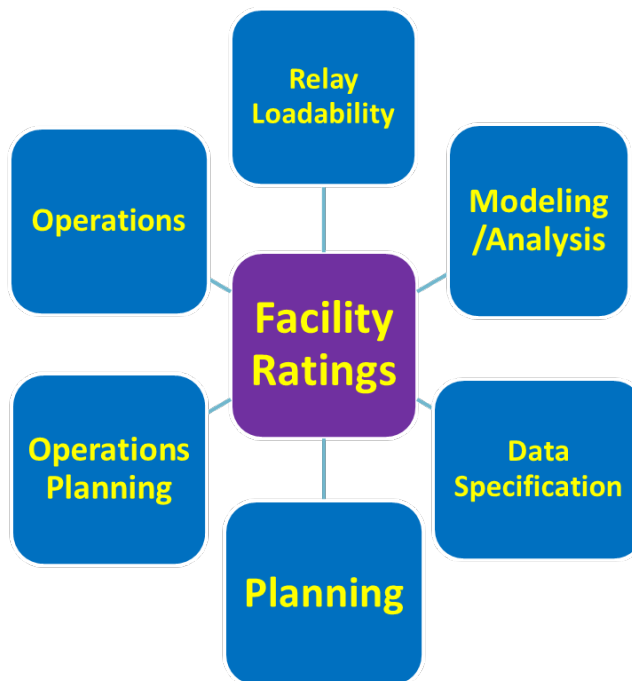 Relay
Loadability
Operations
Modeling
/Analysis
Facility
Ratings
Operations
Planning
Data
Specification
Planning